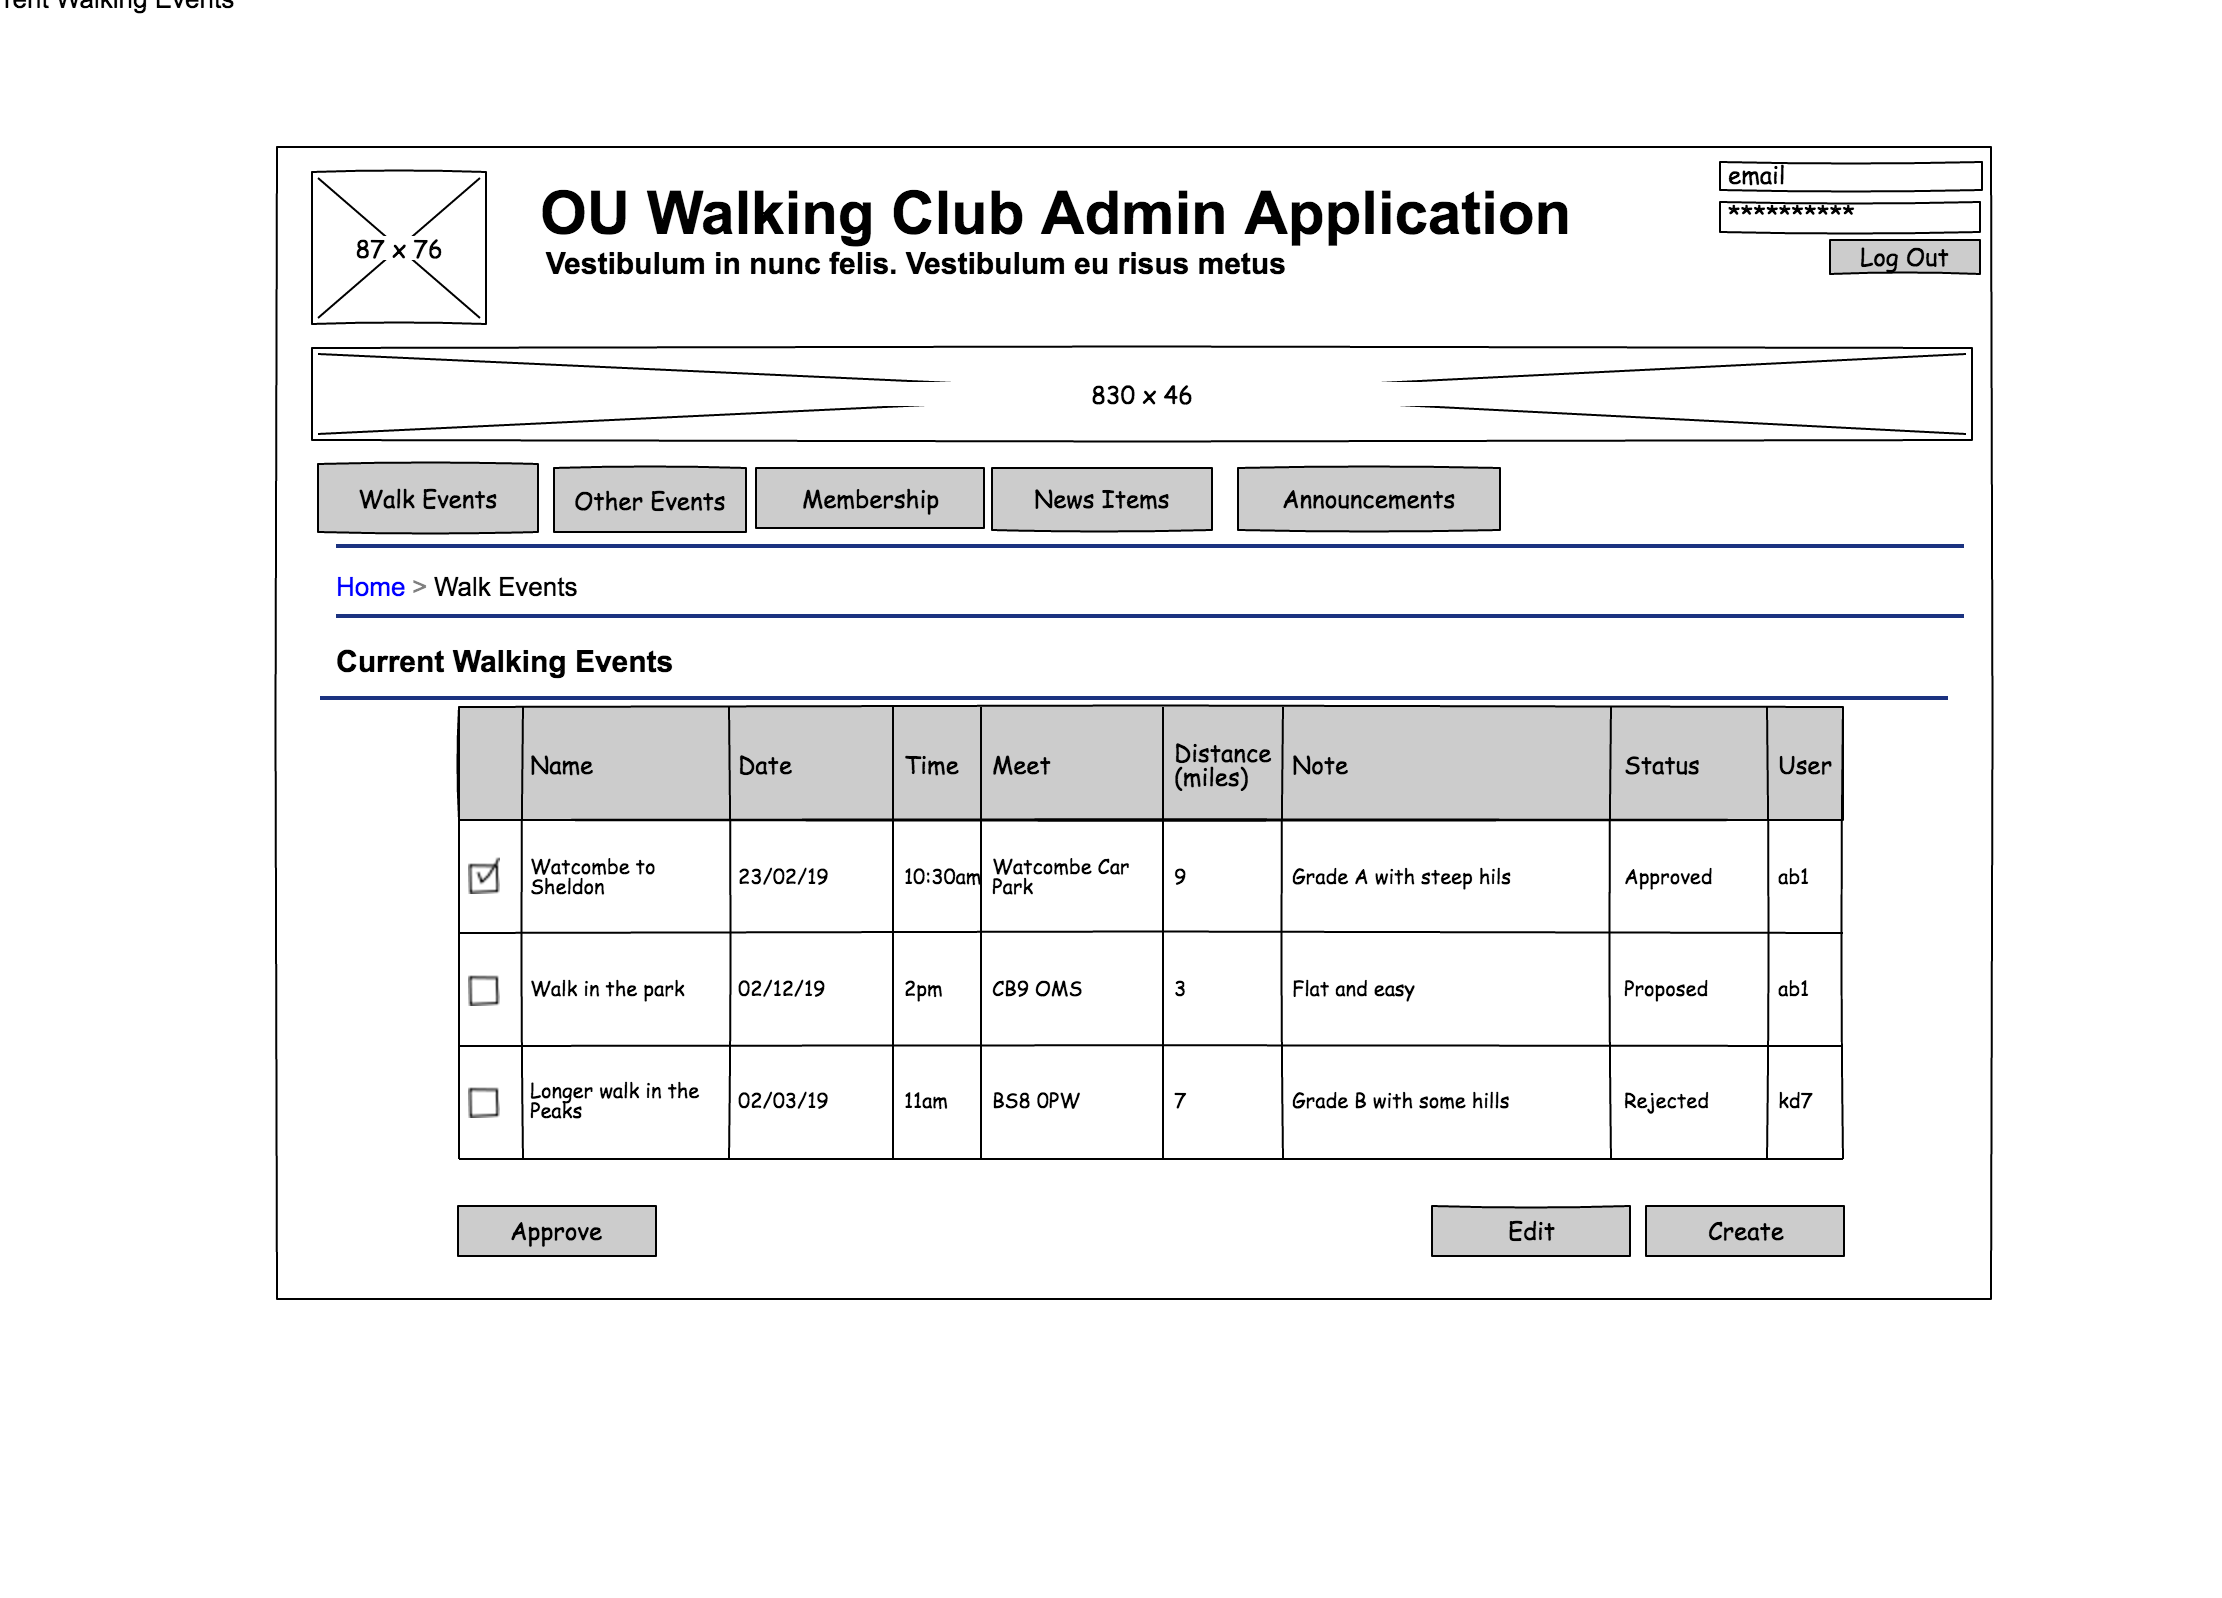 rent Walking Events
email
87 x 76
OU Walking Club Admin Application
**********
Vestibulum in nunc felis. Vestibulum eu risus metus
Log Out
830 x 46
Walk Events Other Events Membership News Items Announcements
Home > Walk Events
Current Walking Events
Name Date Time Meet Distance (miles) Note Status User
Watcombe to Sheldon 23/02/19 10:30am Watcombe Car Park 9 Grade A with steep hils Approved ab1
Walk in the park 02/12/19 2pm CB9 OMS 3 Flat and easy Proposed ab1
Longer walk in the Peaks 02/03/19 11am BS8 0PW 7 Grade B with some hills Rejected kd7
Approve Edit Create